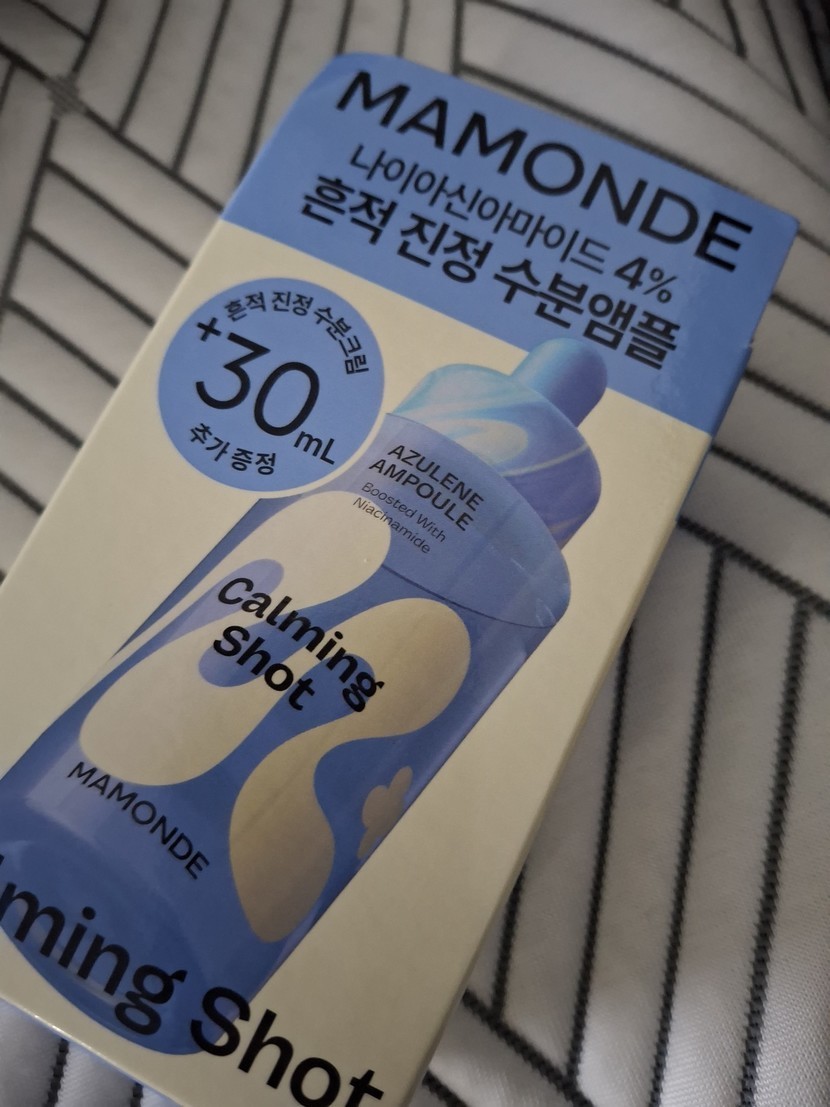 MAMONDE
나이아신아마이드 4%
흔적 진정 수분앰플
흔적 진정 수분크림
+30mL
추가 증정
AZULENE
AMPOULE
Boosted With
Niacinamide
Calming
Shot
MAMONDE
lming Shot